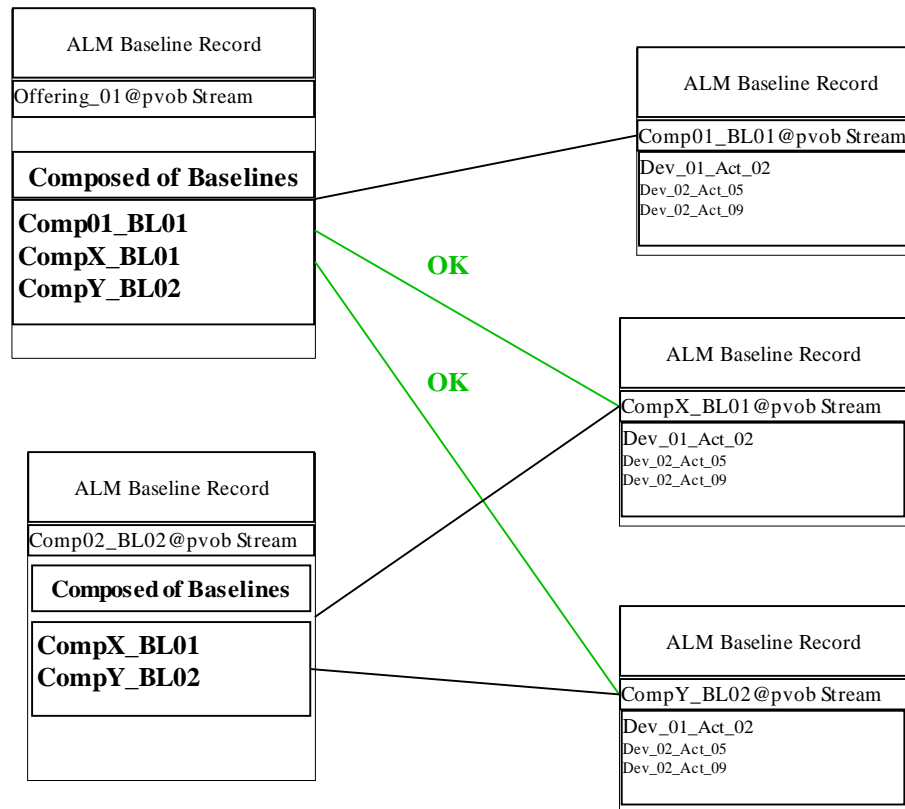 ALM Baseline Record
Offering_01@pvob Stream
Composed of Baselines
Comp01_BL01
CompX_BL01
CompY_BL02
ALM Baseline Record
Comp01_BL01@pvob Stream
Dev_01_Act_02
Dev_02_Act_05
Dev_02_Act_09
OK
OK
ALM Baseline Record
CompX_BL01@pvob Stream
Dev_01_Act_02
Dev_02_Act_05
Dev_02_Act_09
ALM Baseline Record
Comp02_BL02@pvob Stream
Composed of Baselines
CompX_BL01
CompY_BL02
ALM Baseline Record
CompY_BL02@pvob Stream
Dev_01_Act_02
Dev_02_Act_05
Dev_02_Act_09